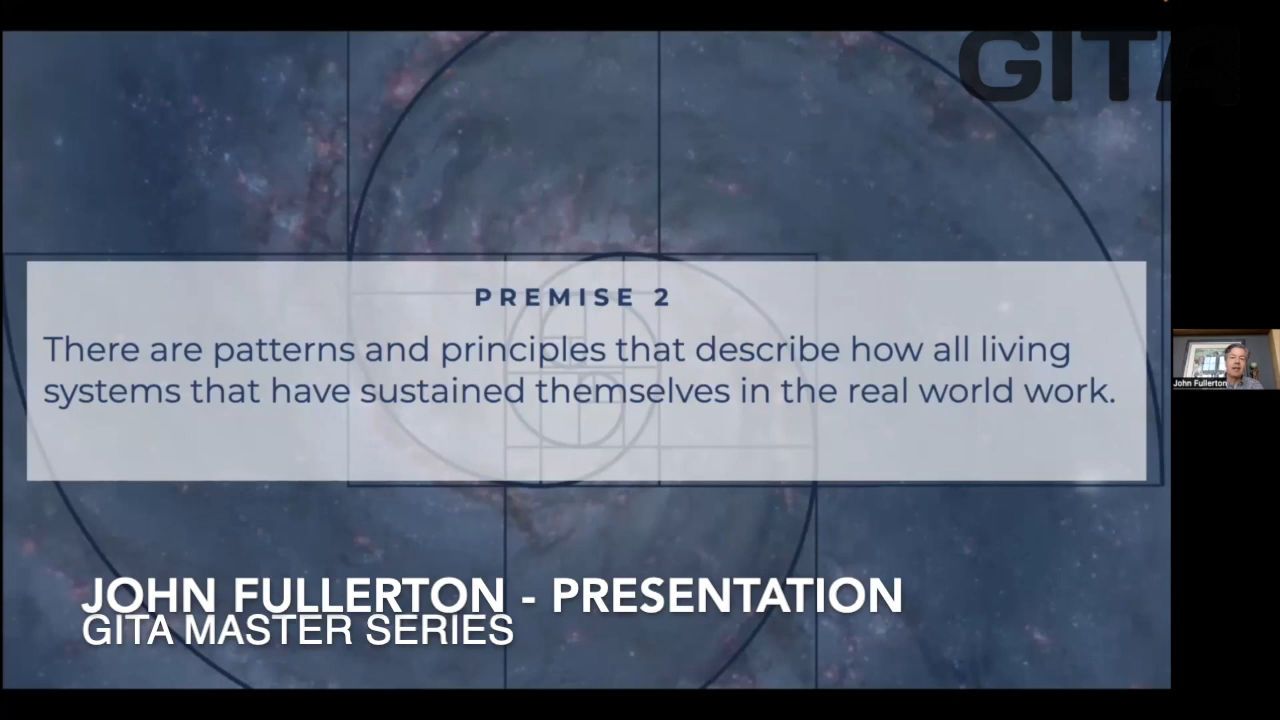 GITA
PREMISE 2
There are patterns and principles that describe how all living
systems that have sustained themselves in the real world work.
John Fullerton
JOHN FULLERTON - PRESENTATION
GITA MASTER SERIES